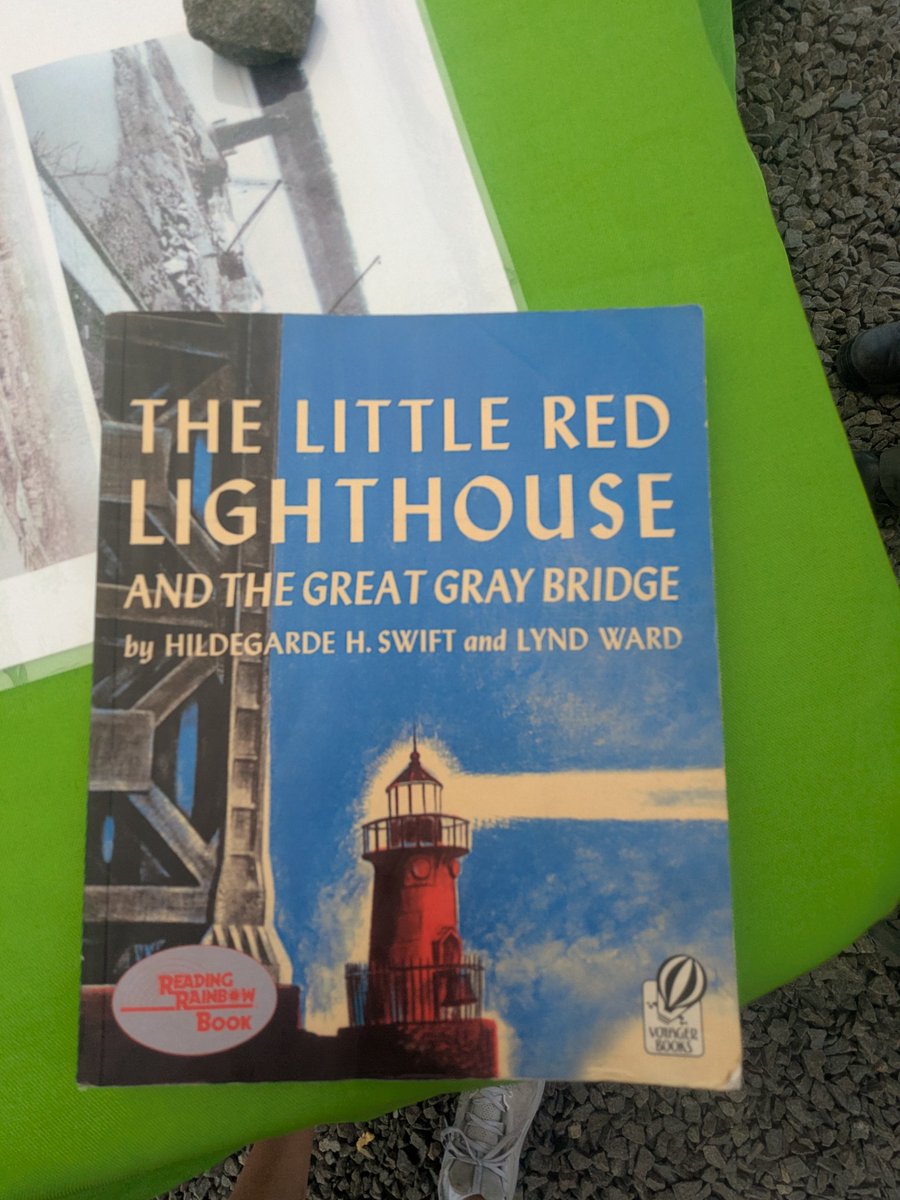 THE LITTLE RED
LIGHTHOUSE
AND THE GREAT GRAY BRIDGE
by HILDEGARDE H. SWIFT and LYND WARD
READING
RAINBOW
BOOK
VOYAGER
BOOKS